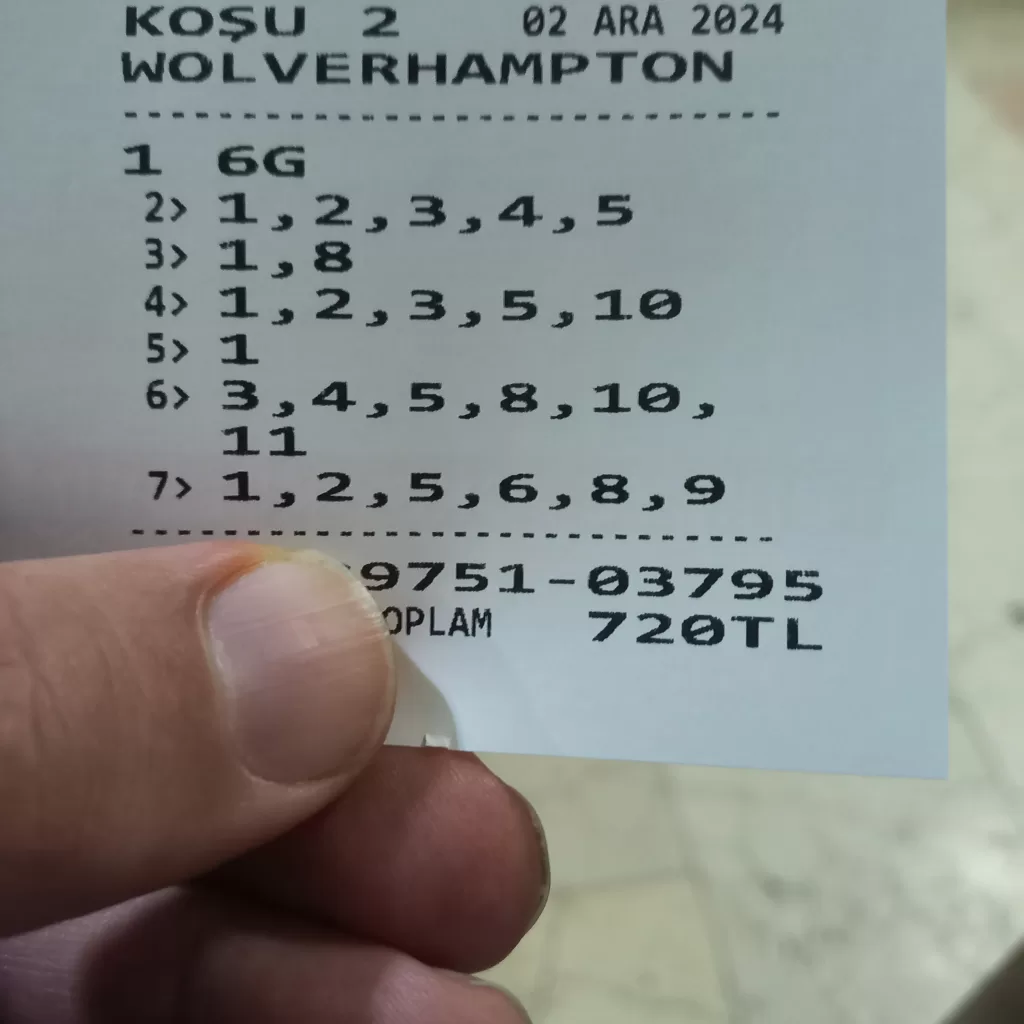 KOŞU 2 02 ARA 2024
WOLVERHAMPTON
1 6G
2> 1,2,3,4,5
3> 1,8
4> 1,2,3,5,10
5> 1
6> 3,4,5,8,10,
11
7> 1,2,5,6,8,9
9751-03795
OPLAM 720TL